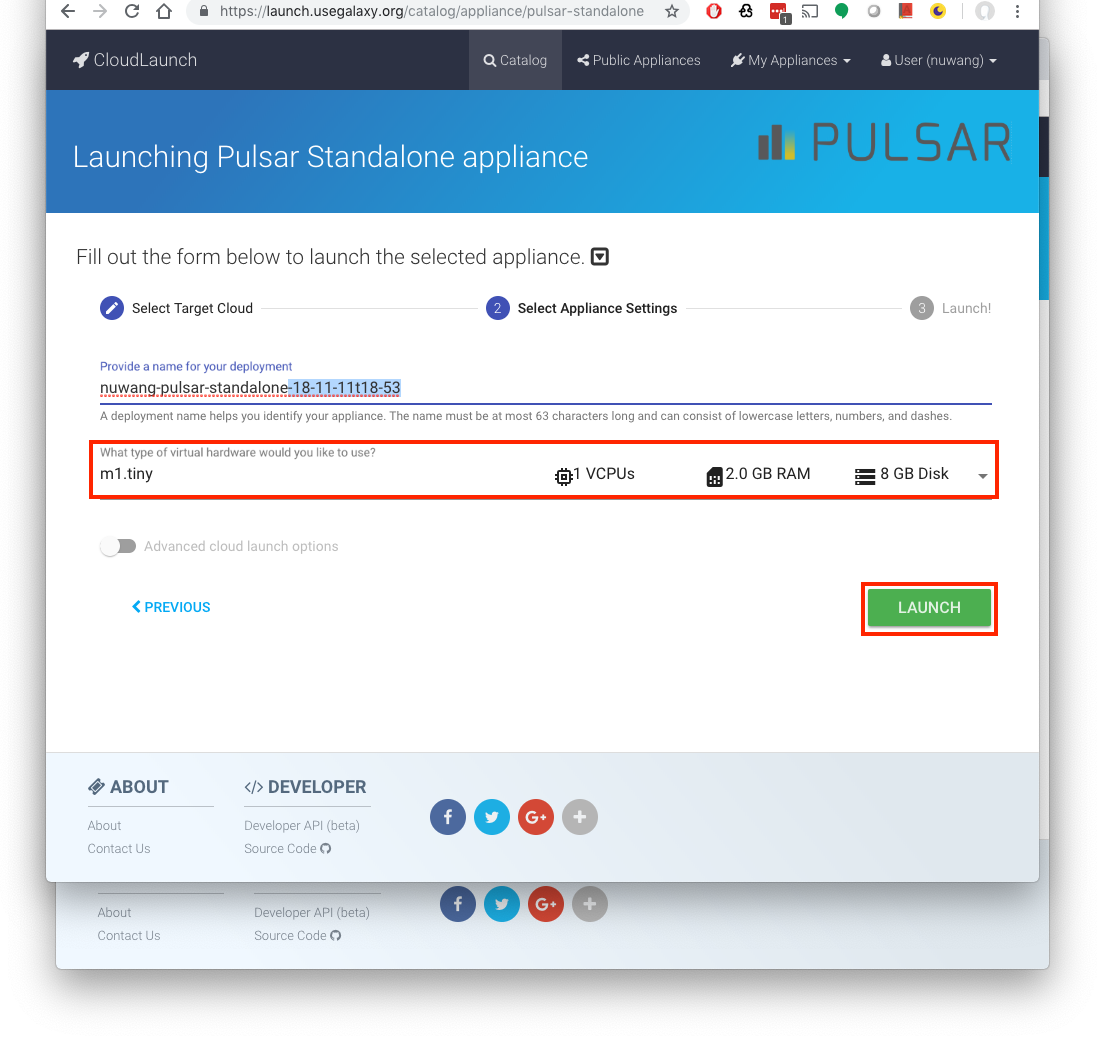 https://launch.usegalaxy.org/catalog/appliance/pulsar-standalone
1
CloudLaunch
Catalog
Public Appliances
My Appliances
User (nuwang)
Launching Pulsar Standalone appliance
PULSAR
Fill out the form below to launch the selected appliance.
Select Target Cloud
2 Select Appliance Settings
3 Launch!
Provide a name for your deployment
nuwang-pulsar-standalone-18-11-11t18-53
A deployment name helps you identify your appliance. The name must be at most 63 characters long and can consist of lowercase letters, numbers, and dashes.
What type of virtual hardware would you like to use?
m1.tiny 1 VCPUs 2.0 GB RAM 8 GB Disk
Advanced cloud launch options
PREVIOUS
LAUNCH
ABOUT
About
Contact Us
</> DEVELOPER
Developer API (beta)
Source Code
f
G+
About
Contact Us
Developer API (beta)
Source Code
f
G+